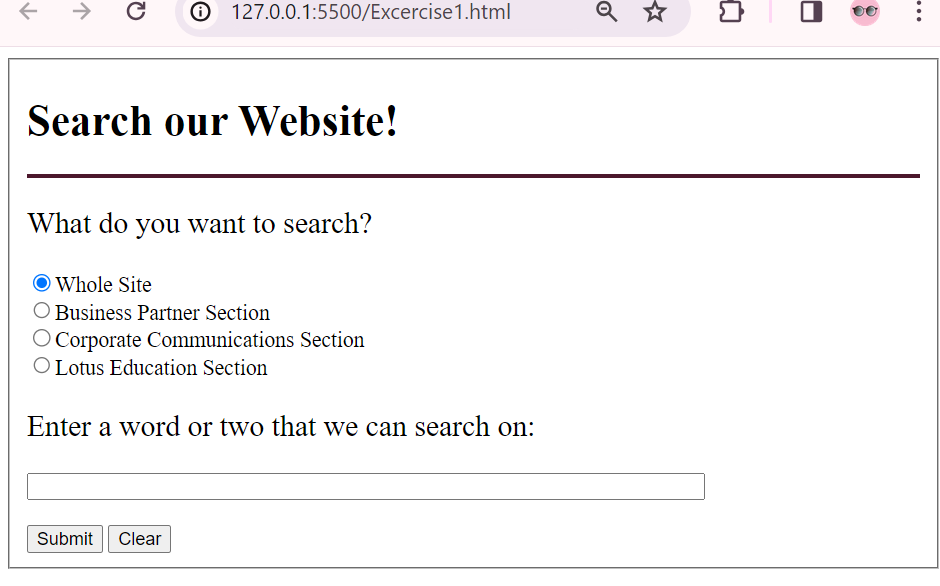 127.0.0.1:5500/Excercise1.html
Search our Website!
What do you want to search?
Whole Site
Business Partner Section
Corporate Communications Section
Lotus Education Section
Enter a word or two that we can search on:
Submit Clear